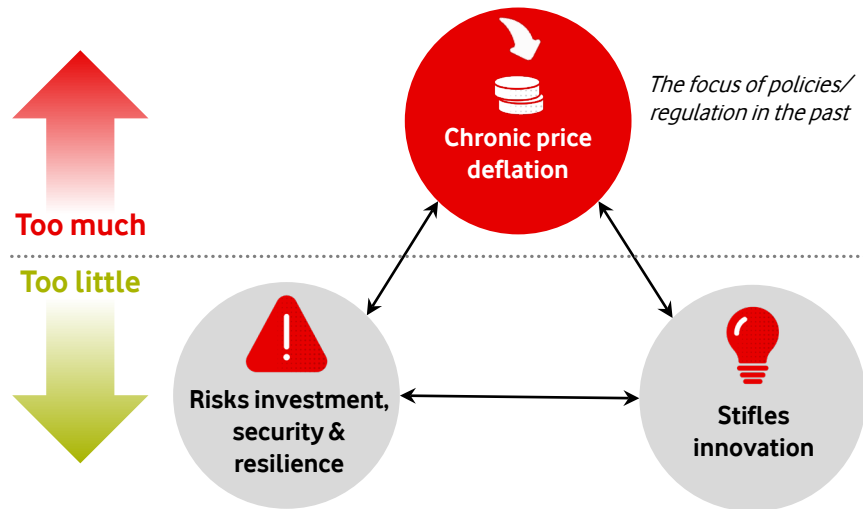 The focus of policies/
regulation in the past
Chronic price
deflation
Too much
Too little
Risks investment,
security &
resilience
Stifles
innovation